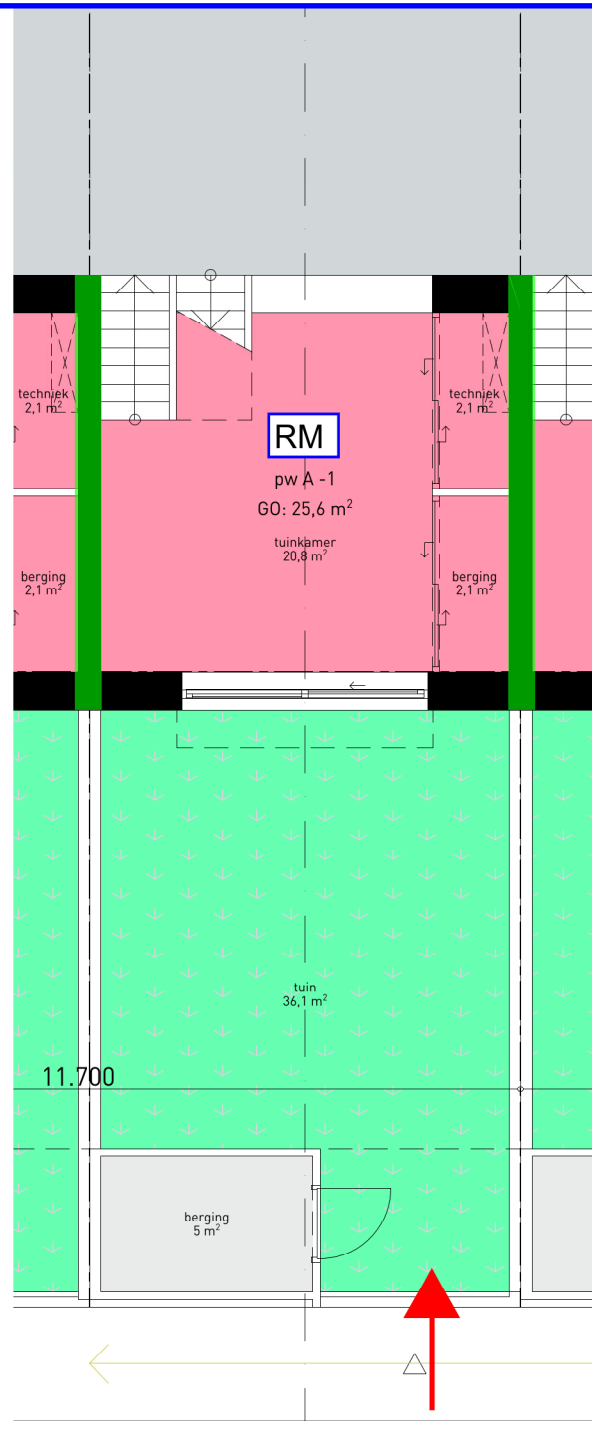 techniek
2,1 m²
techniek
2,1 m²
RM
pw A -1
GO: 25,6 m²
tuinkamer
20,8 m²
berging
2,1 m²
berging
2,1 m²
tuin
36,1 m²
11.700
berging
5 m²